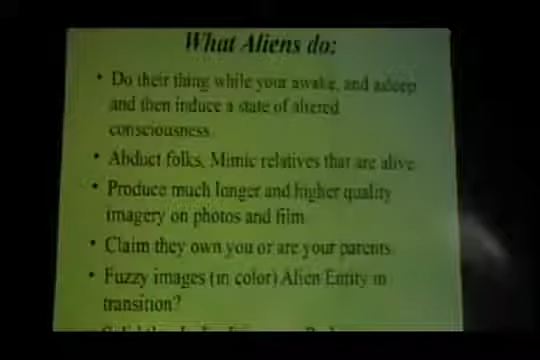 What Aliens do:
• Do their thing while your awake, and asleep
and then induce a state of altered
consciousness.
• Abduct folks. Mimic relatives that are alive.
• Produce much longer and higher quality
imagery on photos and film
• Claim they own you or are your parents.
• Fuzzy images (in color) Alien Entity in
transition?